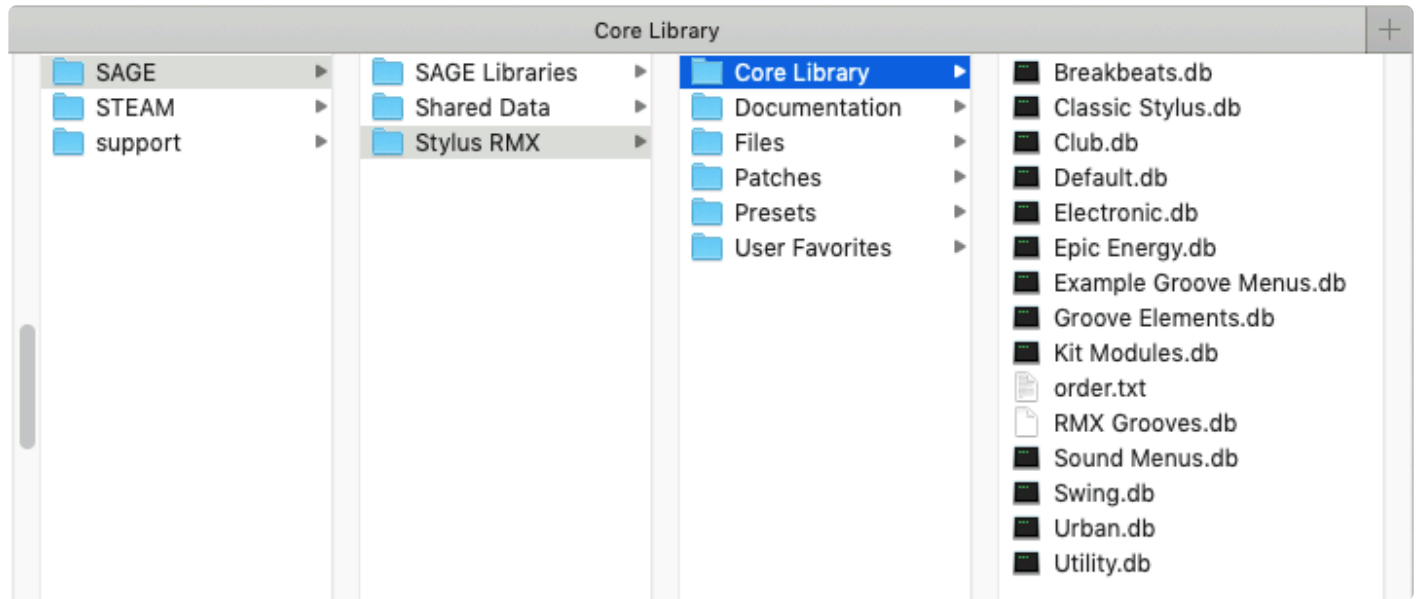 Core Library
SAGE
STEAM
support
SAGE Libraries
Shared Data
Stylus RMX
Core Library
Documentation
Files
Patches
Presets
User Favorites
Breakbeats.db
Classic Stylus.db
Club.db
Default.db
Electronic.db
Epic Energy.db
Example Groove Menus.db
Groove Elements.db
Kit Modules.db
order.txt
RMX Grooves.db
Sound Menus.db
Swing.db
Urban.db
Utility.db